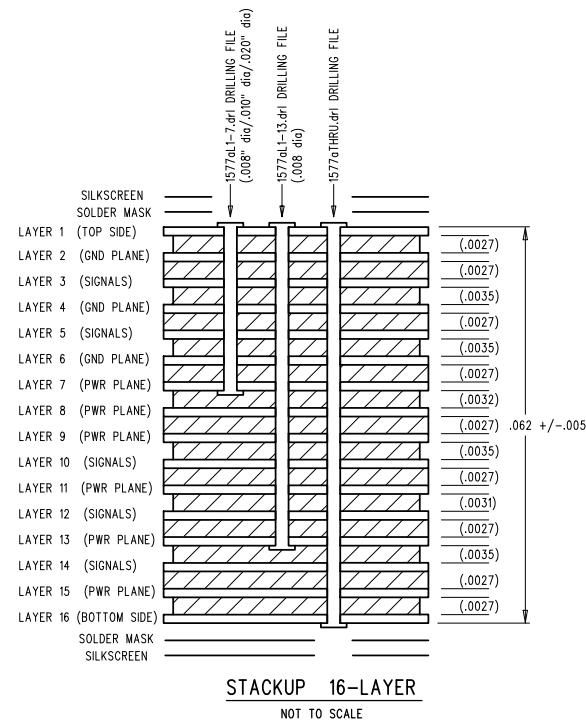 1577aL1-7.drl DRILLING FILE
(.008" dia/.010" dia/.020" dia)
1577aL1-13.drl DRILLING FILE
(.008 dia)
1577aTHRU.drl DRILLING FILE
SILKSCREEN
SOLDER MASK
LAYER 1 (TOP SIDE)
(.0027)
LAYER 2 (GND PLANE)
(.0027)
LAYER 3 (SIGNALS)
(.0035)
LAYER 4 (GND PLANE)
(.0027)
LAYER 5 (SIGNALS)
(.0035)
LAYER 6 (GND PLANE)
(.0027)
LAYER 7 (PWR PLANE)
(.0032)
LAYER 8 (PWR PLANE)
(.0027) .062 +/-.005
LAYER 9 (PWR PLANE)
(.0035)
LAYER 10 (SIGNALS)
(.0027)
LAYER 11 (PWR PLANE)
(.0031)
LAYER 12 (SIGNALS)
(.0027)
LAYER 13 (PWR PLANE)
(.0035)
LAYER 14 (SIGNALS)
(.0027)
LAYER 15 (PWR PLANE)
(.0027)
LAYER 16 (BOTTOM SIDE)
SOLDER MASK
SILKSCREEN
STACKUP 16-LAYER
NOT TO SCALE